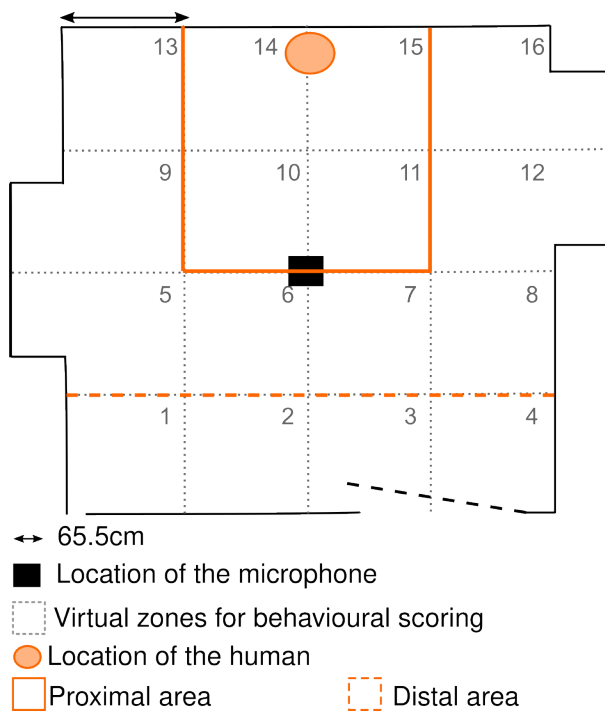 13 14 15 16
9 10 11 12
5 6 7 8
1 2 3 4
65.5cm
Location of the microphone
Virtual zones for behavioural scoring
Location of the human
Proximal area Distal area